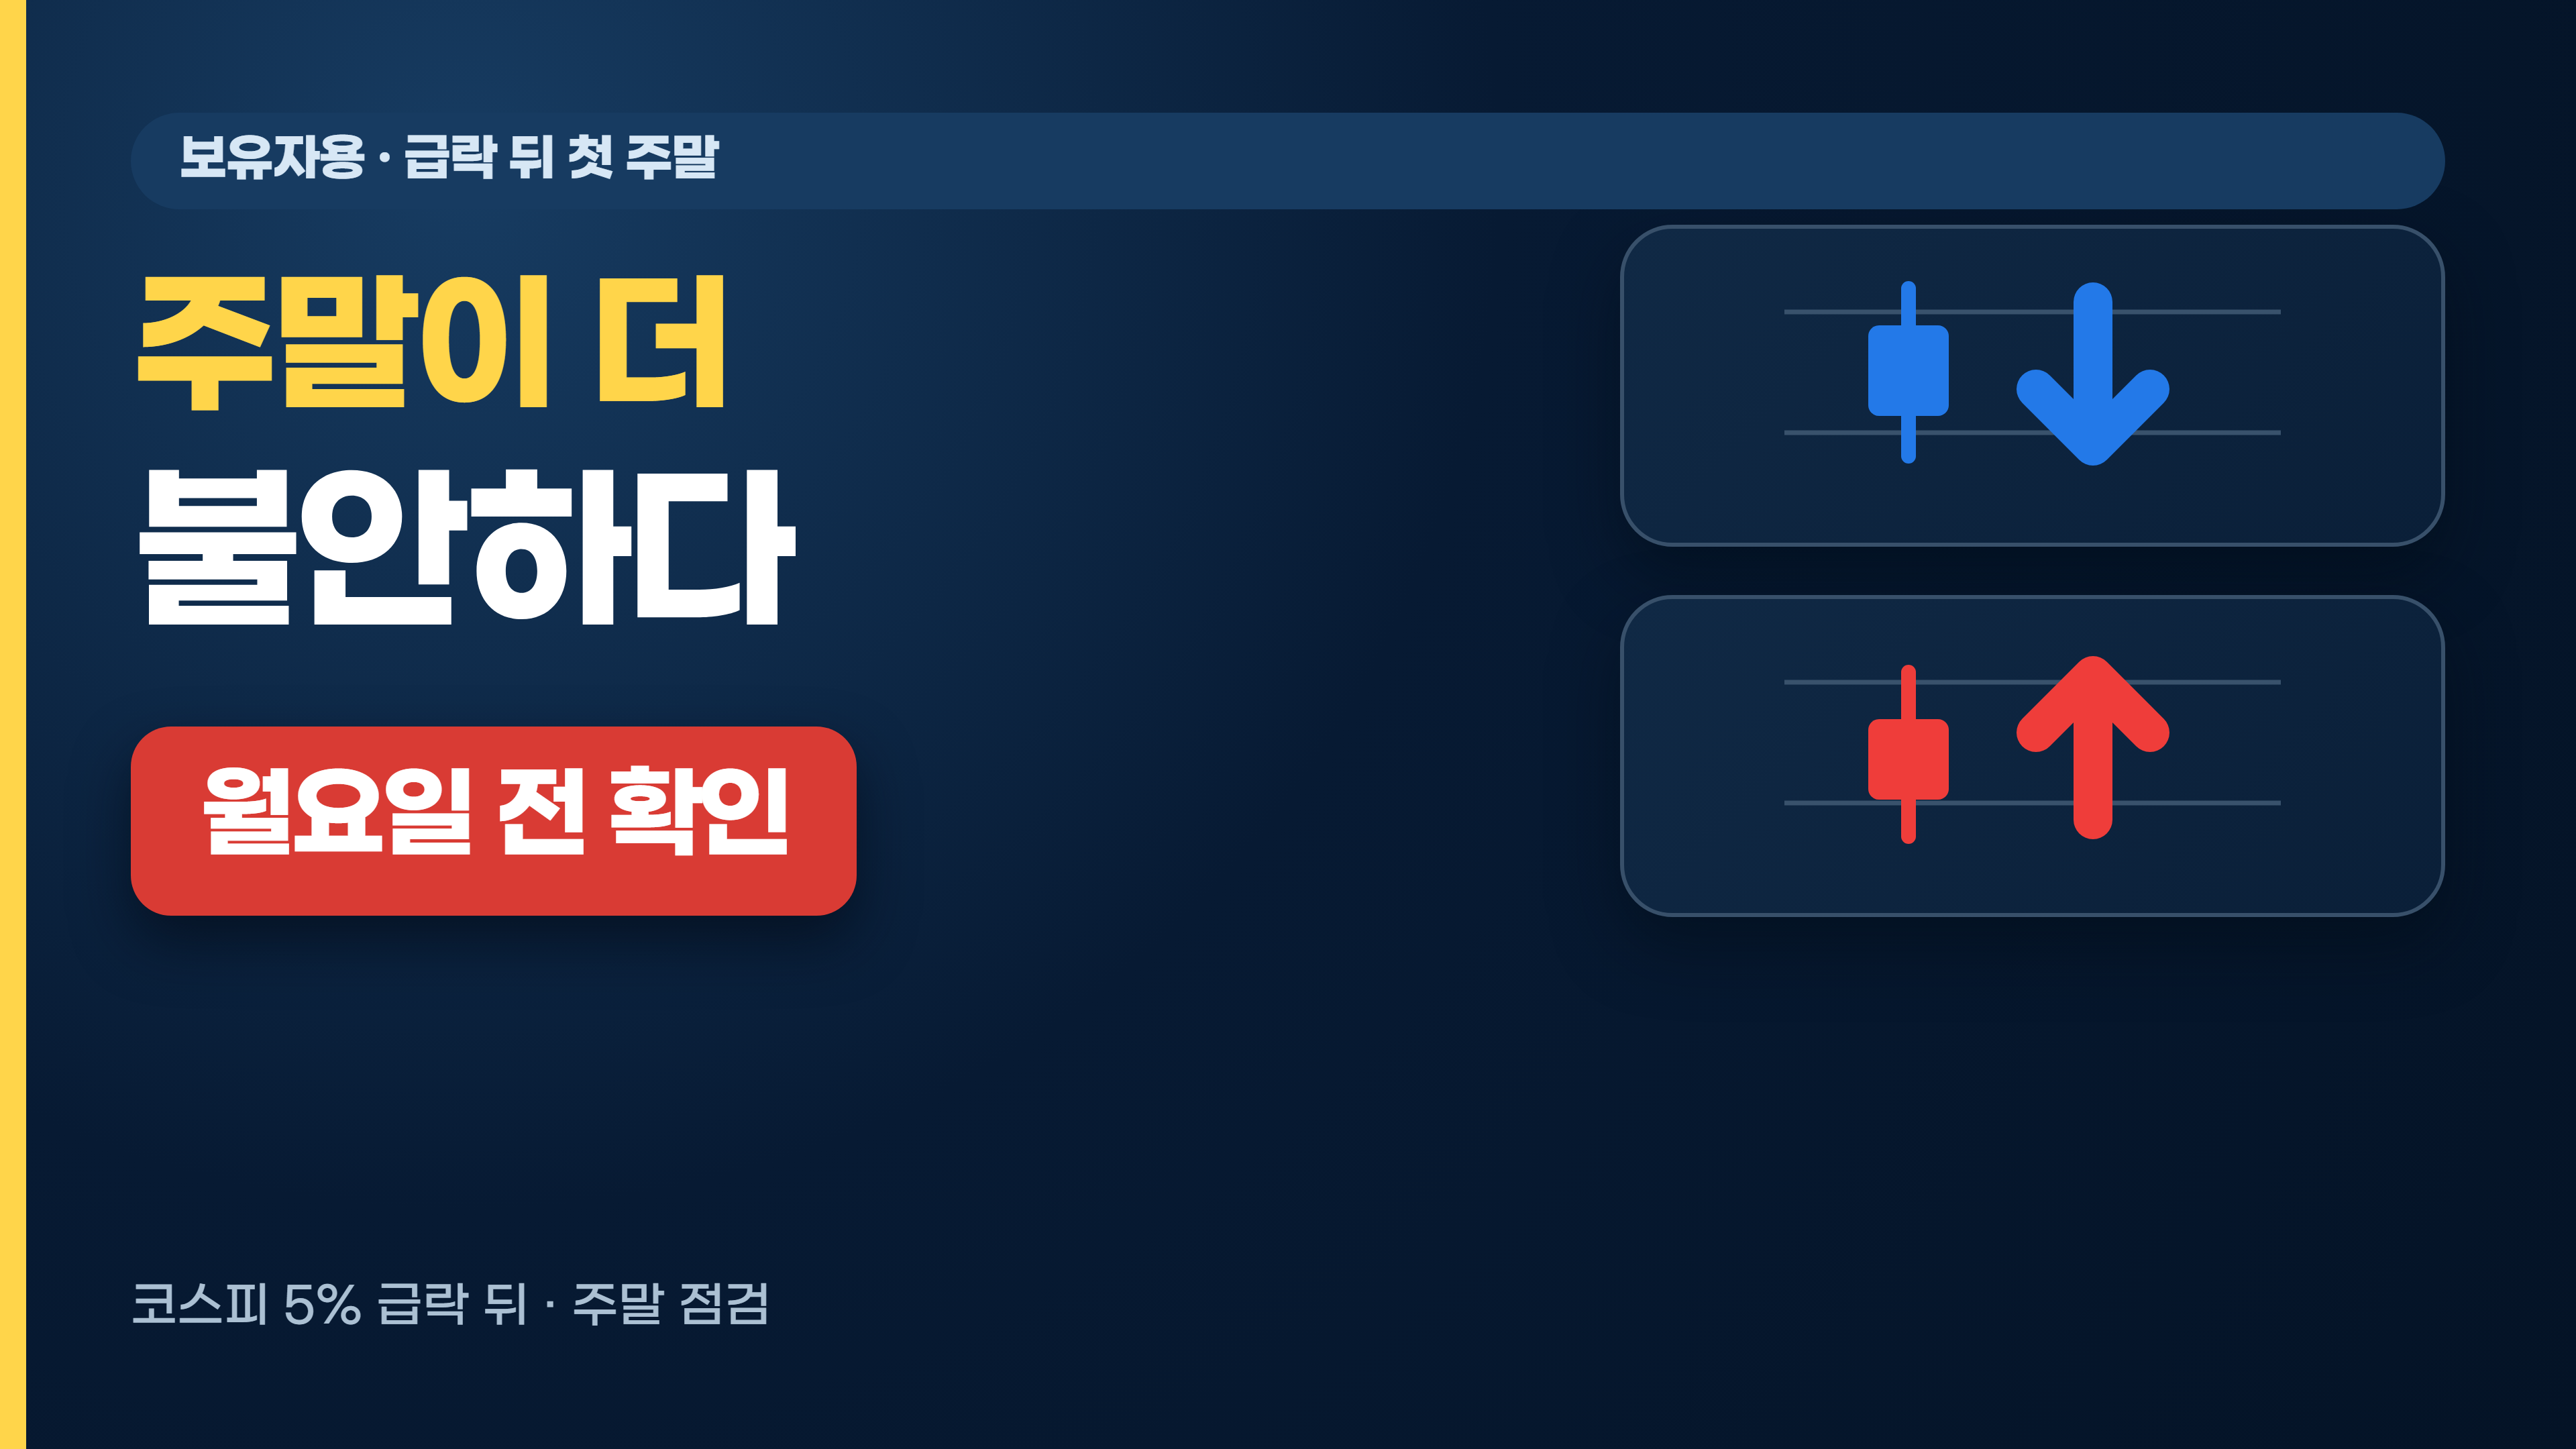 보유자용 · 급락 뒤 첫 주말
주말이 더
불안하다
월요일 전 확인
코스피 5% 급락 뒤 · 주말 점검